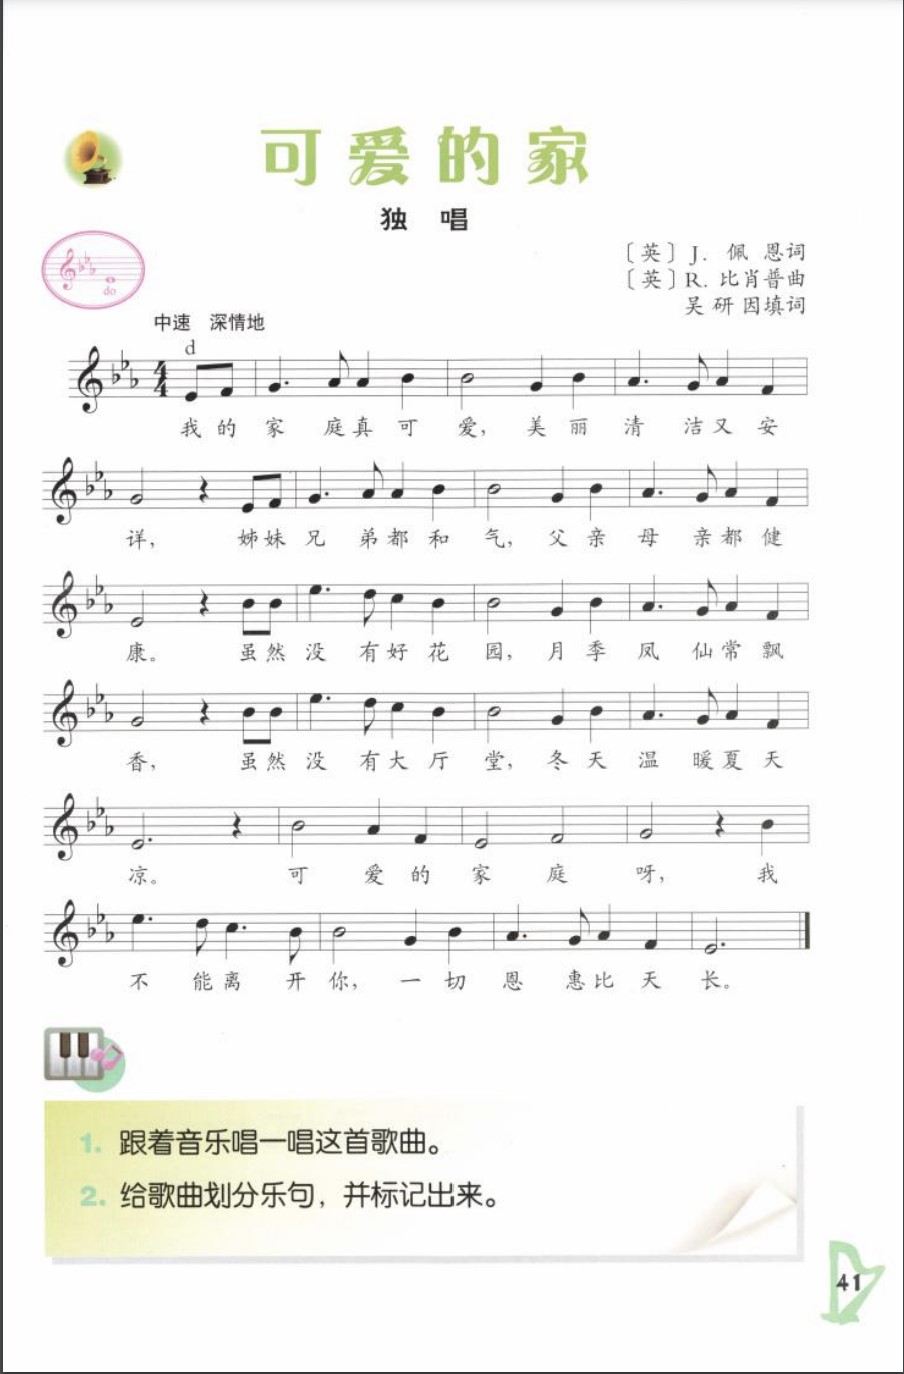 可爱的家
独 唱
〔英〕J. 佩 恩词
〔英〕R. 比肖普曲
吴 研 因填词
do
中速 深情地
d
4
4
我 的 家 庭 真 可 爱， 美 丽 清 洁 又 安
详， 姊 妹 兄 弟 都 和 气， 父 亲 母 亲 都 健
康。 虽 然 没 有 好 花 园， 月 季 凤 仙 常 飘
香， 虽 然 没 有 大 厅 堂， 冬 天 温 暖 夏 天
凉。 可 爱 的 家 庭 呀， 我
不 能 离 开 你， 一 切 恩 惠 比 天 长。
1. 跟着音乐唱一唱这首歌曲。
2. 给歌曲划分乐句，并标记出来。
41